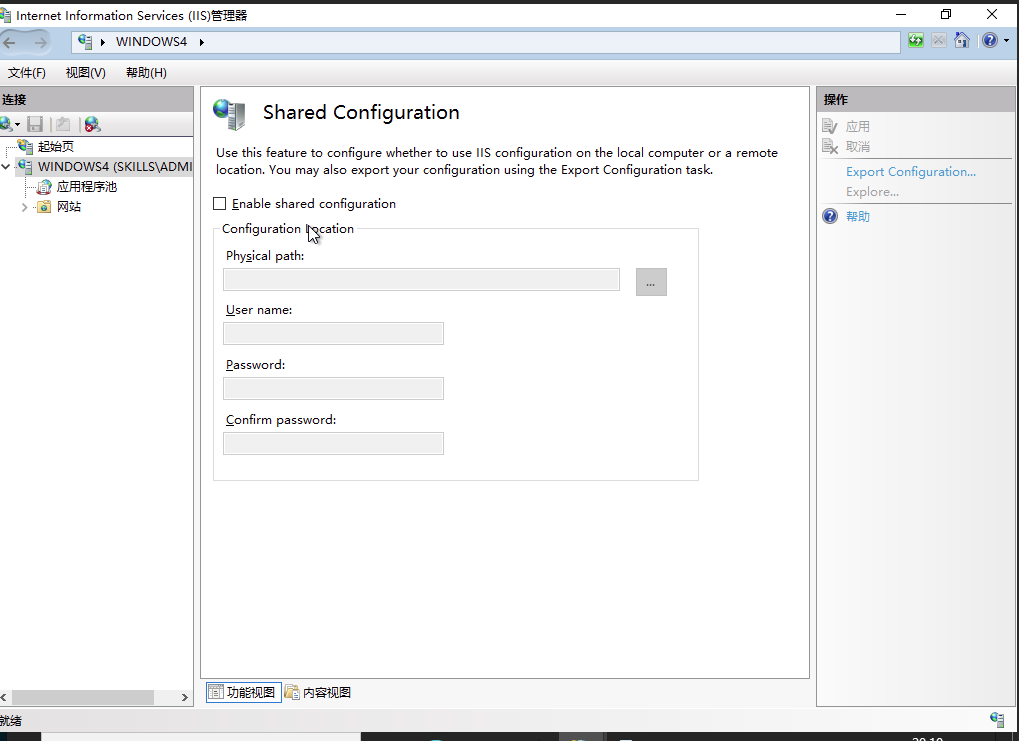 Internet Information Services (IIS)管理器
WINDOWS4
文件(F) 视图(V) 帮助(H)
连接
起始页
WINDOWS4 (SKILLS\ADMI
应用程序池
网站
Shared Configuration
Use this feature to configure whether to use IIS configuration on the local computer or a remote
location. You may also export your configuration using the Export Configuration task.
Enable shared configuration
Configuration Location
Physical path:
...
User name:
Password:
Confirm password:
功能视图 内容视图
操作
应用
取消
Export Configuration...
Explore...
帮助
就绪